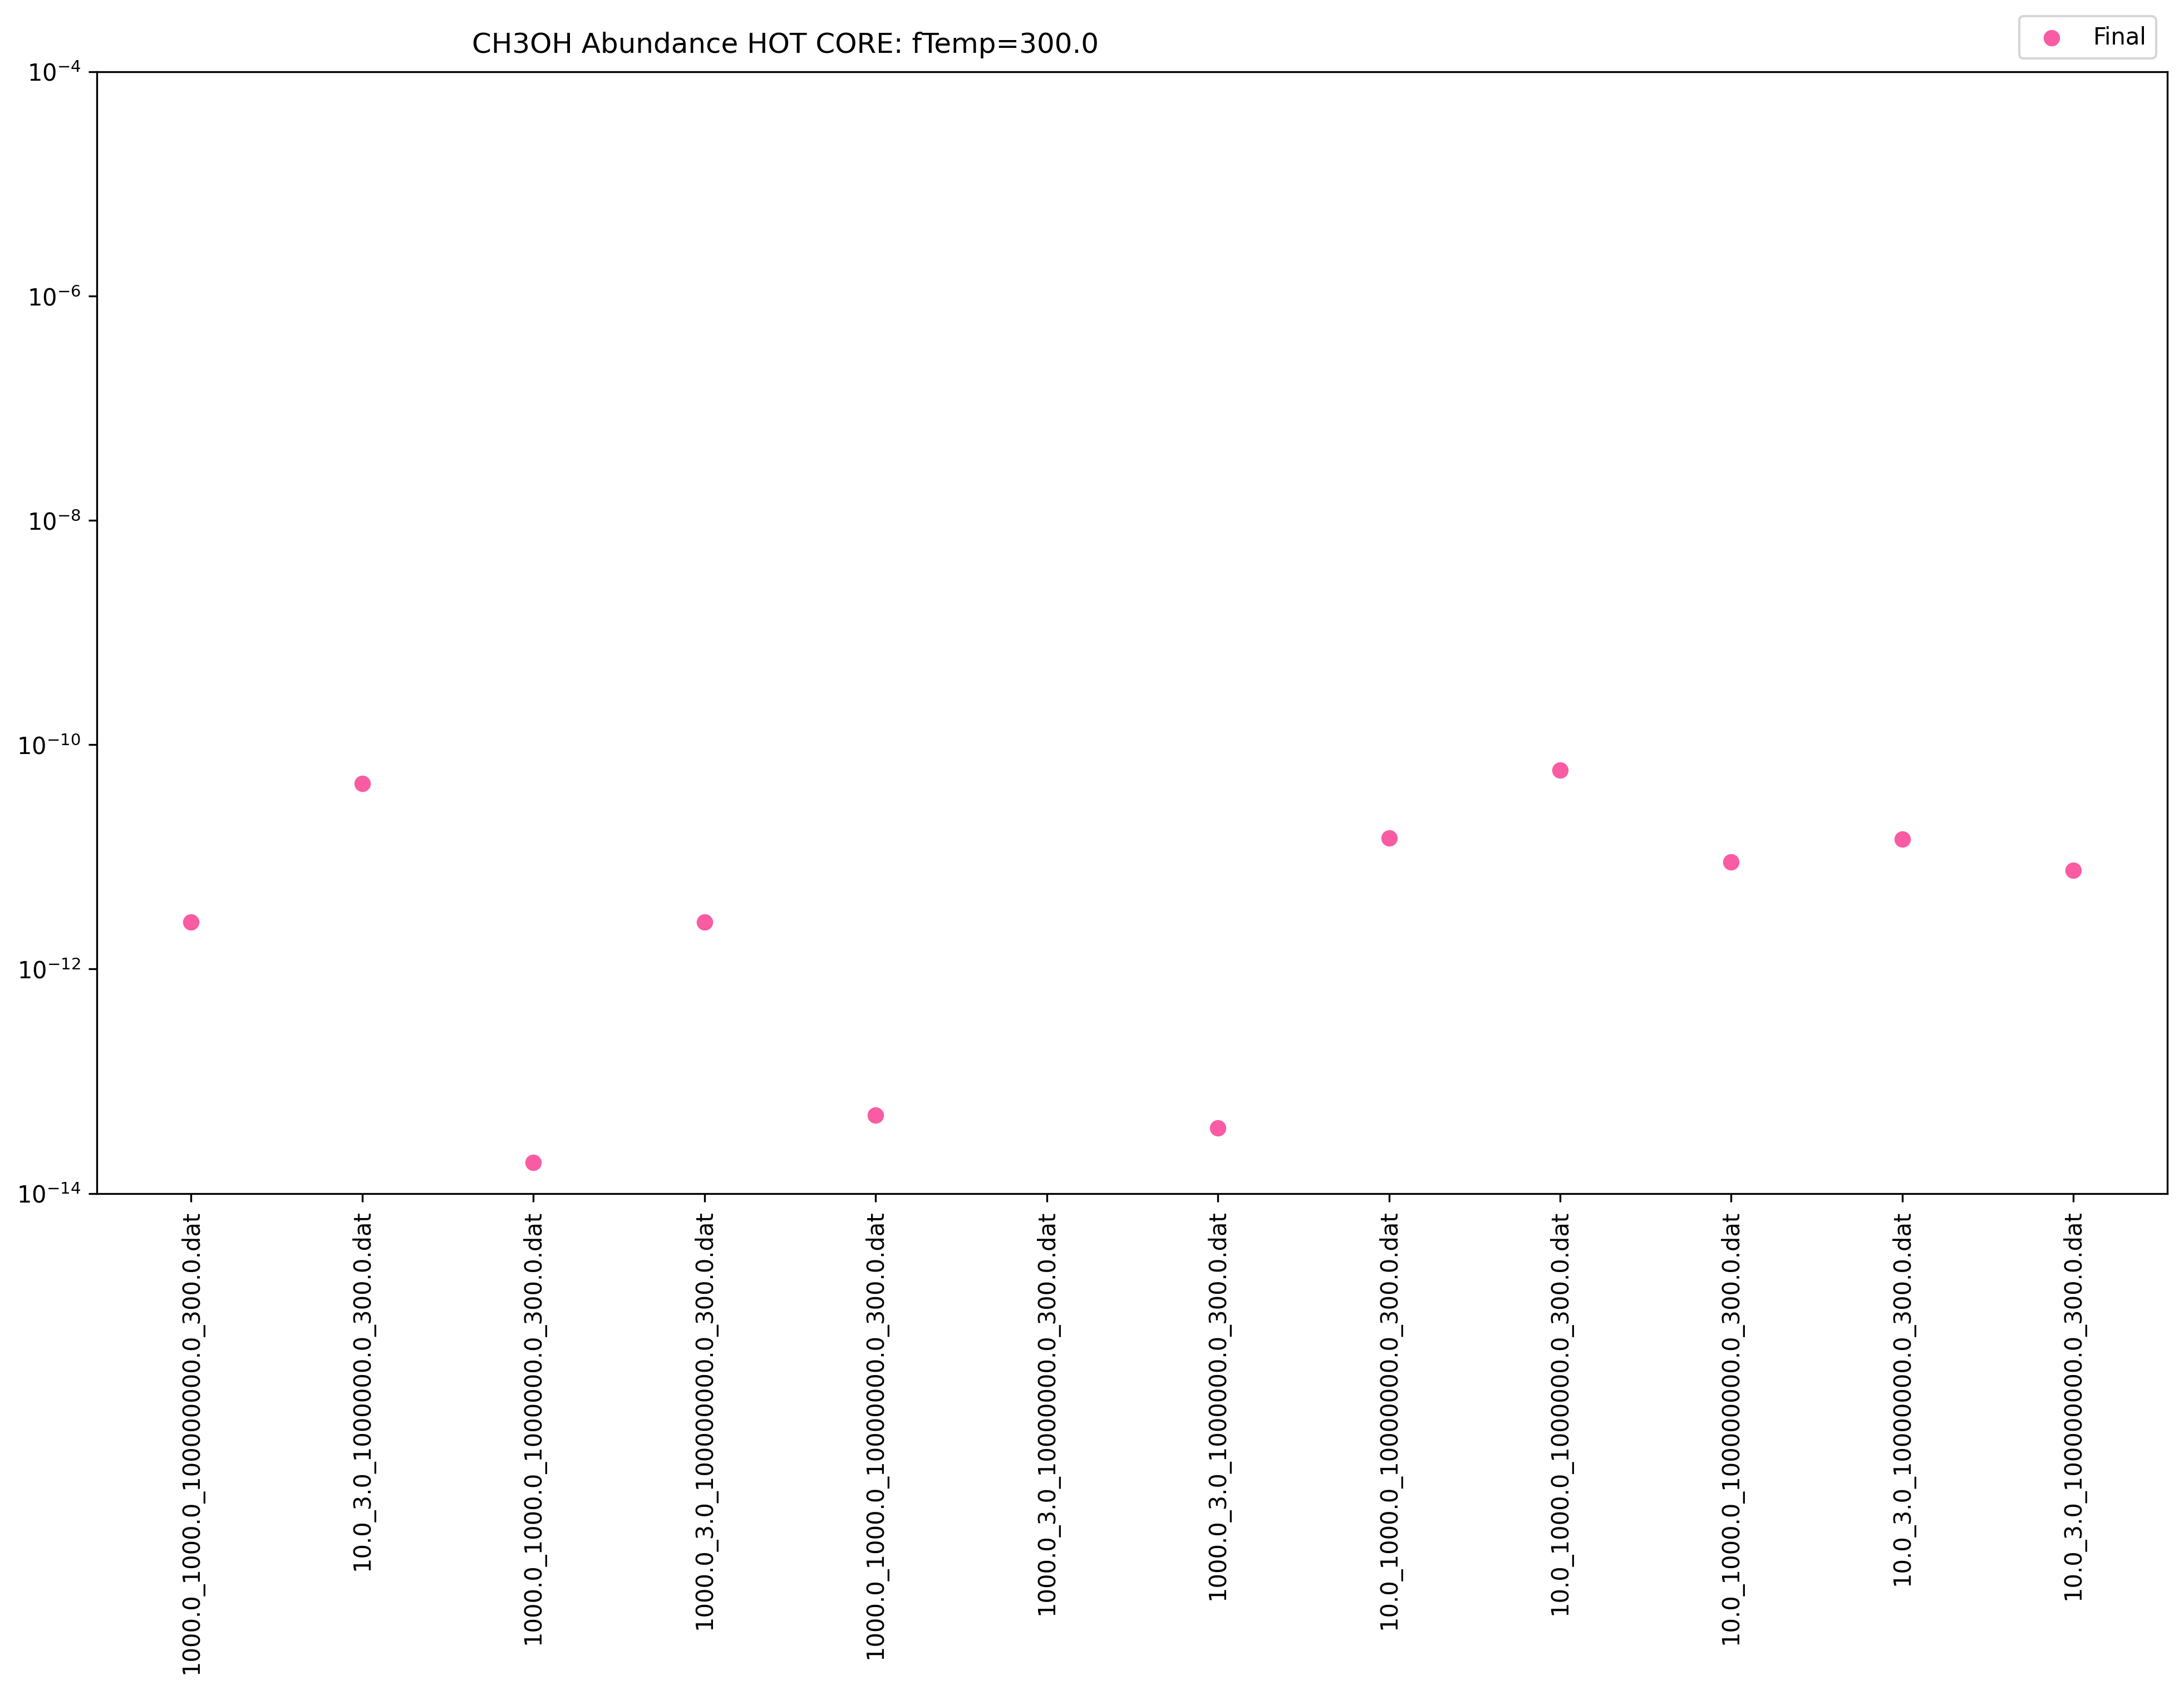 CH3OH Abundance HOT CORE: fTemp=300.0
Final
10⁻⁴
10⁻⁶
10⁻⁸
10⁻¹⁰
10⁻¹²
10⁻¹⁴
1000.0_1000.0_100000000.0_300.0.dat
10.0_3.0_1000000.0_300.0.dat
1000.0_1000.0_1000000.0_300.0.dat
1000.0_3.0_100000000.0_300.0.dat
1000.0_1000.0_10000000.0_300.0.dat
1000.0_3.0_10000000.0_300.0.dat
1000.0_3.0_1000000.0_300.0.dat
10.0_1000.0_10000000.0_300.0.dat
10.0_1000.0_1000000.0_300.0.dat
10.0_1000.0_100000000.0_300.0.dat
10.0_3.0_10000000.0_300.0.dat
10.0_3.0_100000000.0_300.0.dat